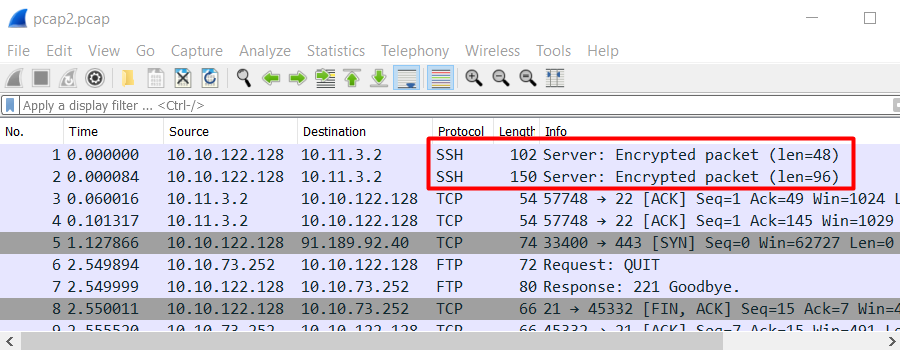 pcap2.pcap
File Edit View Go Capture Analyze Statistics Telephony Wireless Tools Help
Apply a display filter ... <Ctrl-/>
No. Time Source Destination Protocol Length Info
1 0.000000 10.10.122.128 10.11.3.2 SSH 102 Server: Encrypted packet (len=48)
2 0.000084 10.10.122.128 10.11.3.2 SSH 150 Server: Encrypted packet (len=96)
3 0.060016 10.11.3.2 10.10.122.128 TCP 54 57748 → 22 [ACK] Seq=1 Ack=49 Win=1024 L
4 0.101317 10.11.3.2 10.10.122.128 TCP 54 57748 → 22 [ACK] Seq=1 Ack=145 Win=1029
5 1.127866 10.10.122.128 91.189.92.40 TCP 74 33400 → 443 [SYN] Seq=0 Win=62727 Len=0
6 2.549894 10.10.73.252 10.10.122.128 FTP 72 Request: QUIT
7 2.549999 10.10.122.128 10.10.73.252 FTP 80 Response: 221 Goodbye.
8 2.550011 10.10.122.128 10.10.73.252 TCP 66 21 → 45332 [FIN, ACK] Seq=15 Ack=7 Win=4
9 2.555520 10.10.73.252 10.10.122.128 TCP 66 45332 → 21 [ACK] Seq=7 Ack=15 Win=491 L